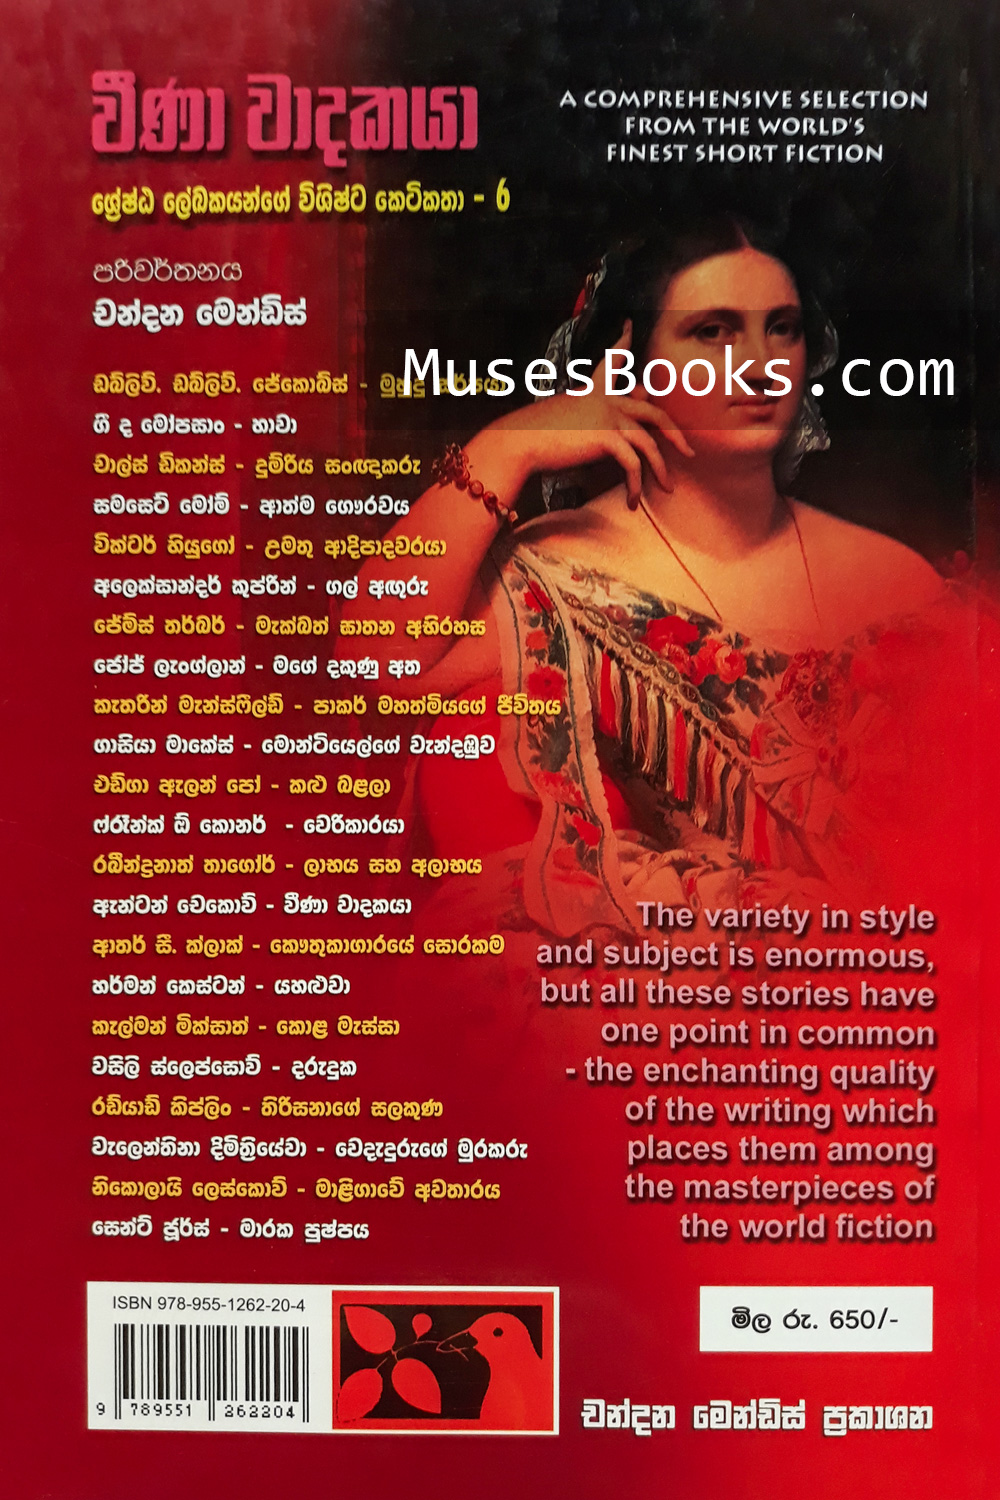 වීණා වාදකයා
ශ්‍රේෂ්ඨ ලේඛකයන්ගේ විශිෂ්ට කෙටිකතා - 6
පරිවර්තනය
චන්දන මෙන්ඩිස්
A COMPREHENSIVE SELECTION
FROM THE WORLD'S
FINEST SHORT FICTION
MusesBooks.com
ඩබ්ලිව්. ඩබ්ලිව්. ජේකොබ්ස් - මුහුදු
ගී ද මෝපසාං - භාවා
චාල්ස් ඩිකන්ස් - දුම්රිය සංඥකරු
සමසෙට් මෝම් - ආත්ම ගෞරවය
වික්ටර් හියුගෝ - උමතු ආදිපාදවරයා
අලෙක්සාන්දර් කුප්රින් - ගල් අඟුරු
ජේම්ස් තර්බර් - මැක්බත් ඝාතන අභිරහස
ජෝජ් ලැංග්ලාන් - මගේ දකුණු අත
කැතරින් මැන්ස්ෆීල්ඩ් - පාකර් මහත්මියගේ ජීවිතය
ගාසියා මාකේස් - මොන්ටියෙල්ගේ වැන්දඹුව
එඩ්ගා ඇලන් පෝ - කළු බළලා
ෆ්රෑන්ක් ඕ කොනර් - වෙරිකාරයා
රබීන්ද්‍රනාත් තාගෝර් - ලාභය සහ අලාභය
ඇන්ටන් චෙකොව් - වීණා වාදකයා
ආතර් සී. ක්ලාක් - කෞතුකාගාරයේ සොරකම
හර්මන් කෙස්ටන් - යහළුවා
කැල්මන් මික්සාත් - කොළ මැස්සා
වසිලි ස්ලෙප්සොව් - දරුදුක
රඩ්යාඩ් කිප්ලිං - තිරිසනාගේ සලකුණ
වැලෙන්තිනා දිමිත්‍රියේවා - වෙදැදුරුගේ මුරකරු
නිකොලායි ලෙස්කොව් - මාළිගාවේ අවතාරය
සෙන්ට් ජූර්ස් - මාරක පුෂ්පය
The variety in style
and subject is enormous,
but all these stories have
one point in common
- the enchanting quality
of the writing which
places them among
the masterpieces of
the world fiction
ISBN 978-955-1262-20-4
9 789551 262204
මිල රු. 650/-
චන්දන මෙන්ඩිස් ප්‍රකාශන